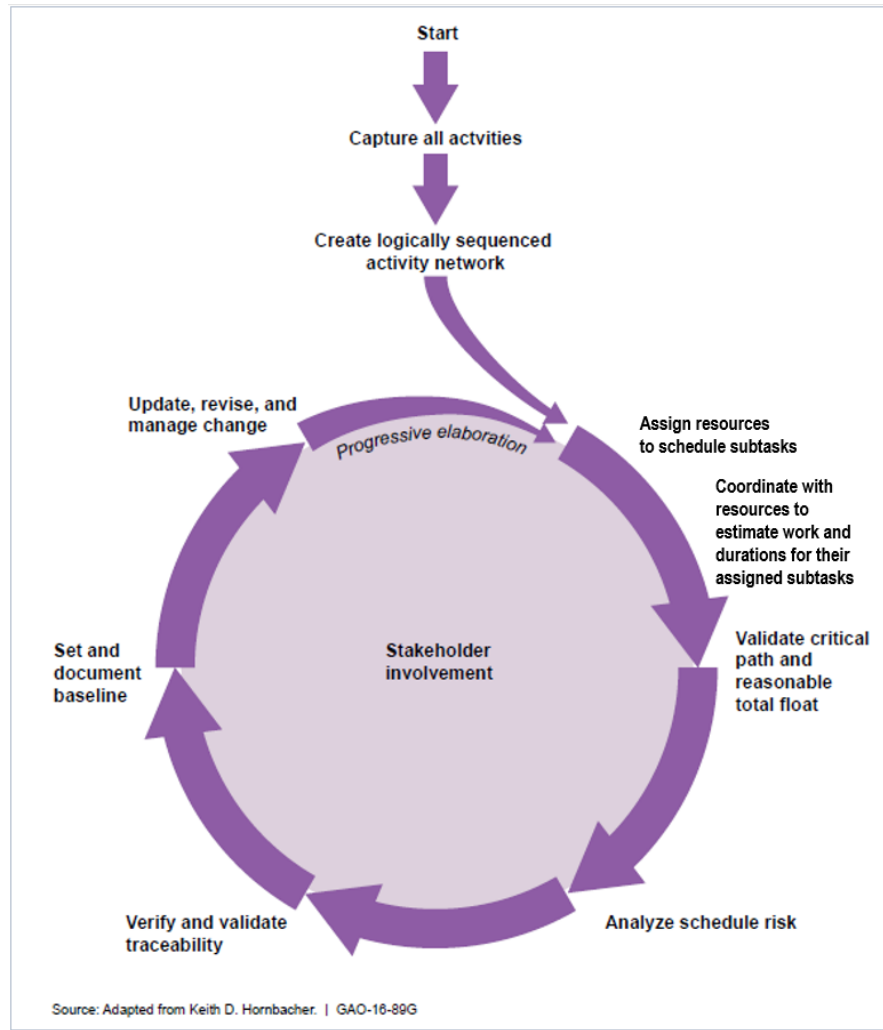 Start
Capture all actvities
Create logically sequenced
activity network
Update, revise, and
manage change
Progressive elaboration
Assign resources
to schedule subtasks
Coordinate with
resources to
estimate work and
durations for their
assigned subtasks
Set and
document
baseline
Stakeholder
involvement
Validate critical
path and
reasonable
total float
Verify and validate
traceability
Analyze schedule risk
Source: Adapted from Keith D. Hornbacher. | GAO-16-89G